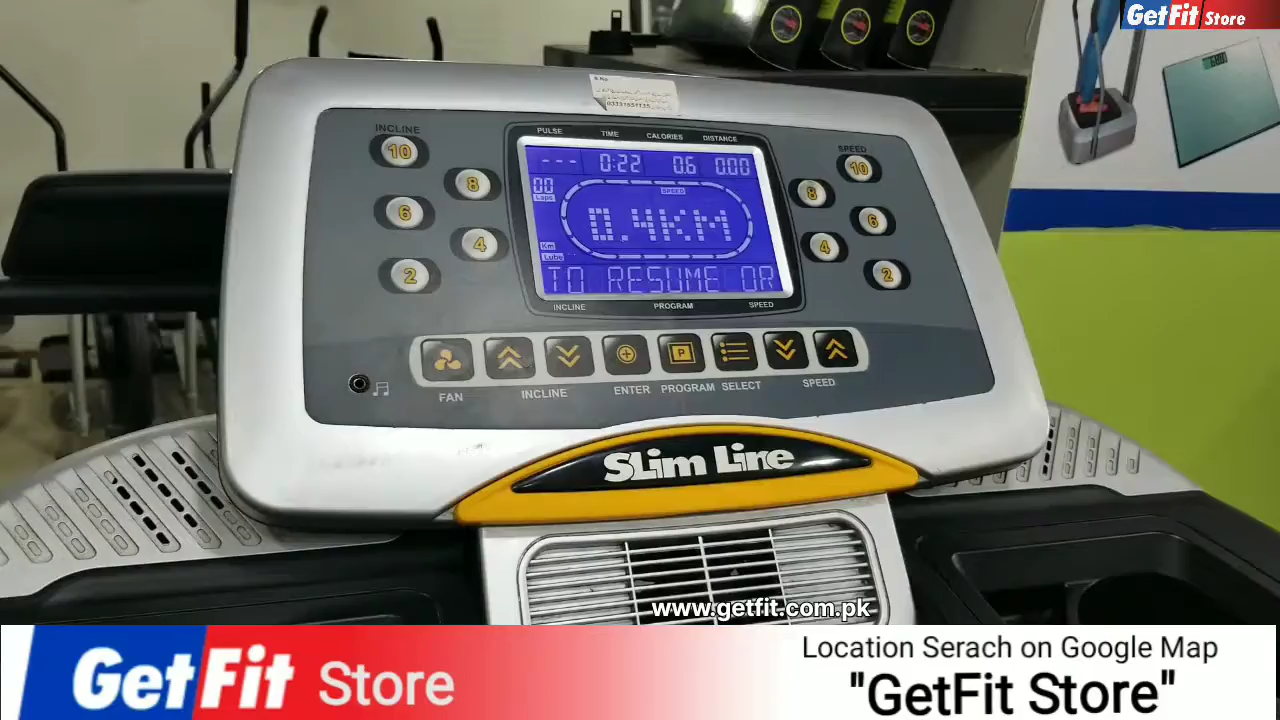 GetFit Store
PULSE TIME CALORIES DISTANCE
--- 0:22 0.6 0.00
00
Laps
SPEED
0.4KM
Km
Lube
TO RESUME OR
INCLINE PROGRAM SPEED
INCLINE
10
8
6
4
2
SPEED
10
8
6
4
2
P
FAN INCLINE ENTER PROGRAM SELECT SPEED
SLim Line
www.getfit.com.pk
GetFit Store
Location Serach on Google Map
"GetFit Store"